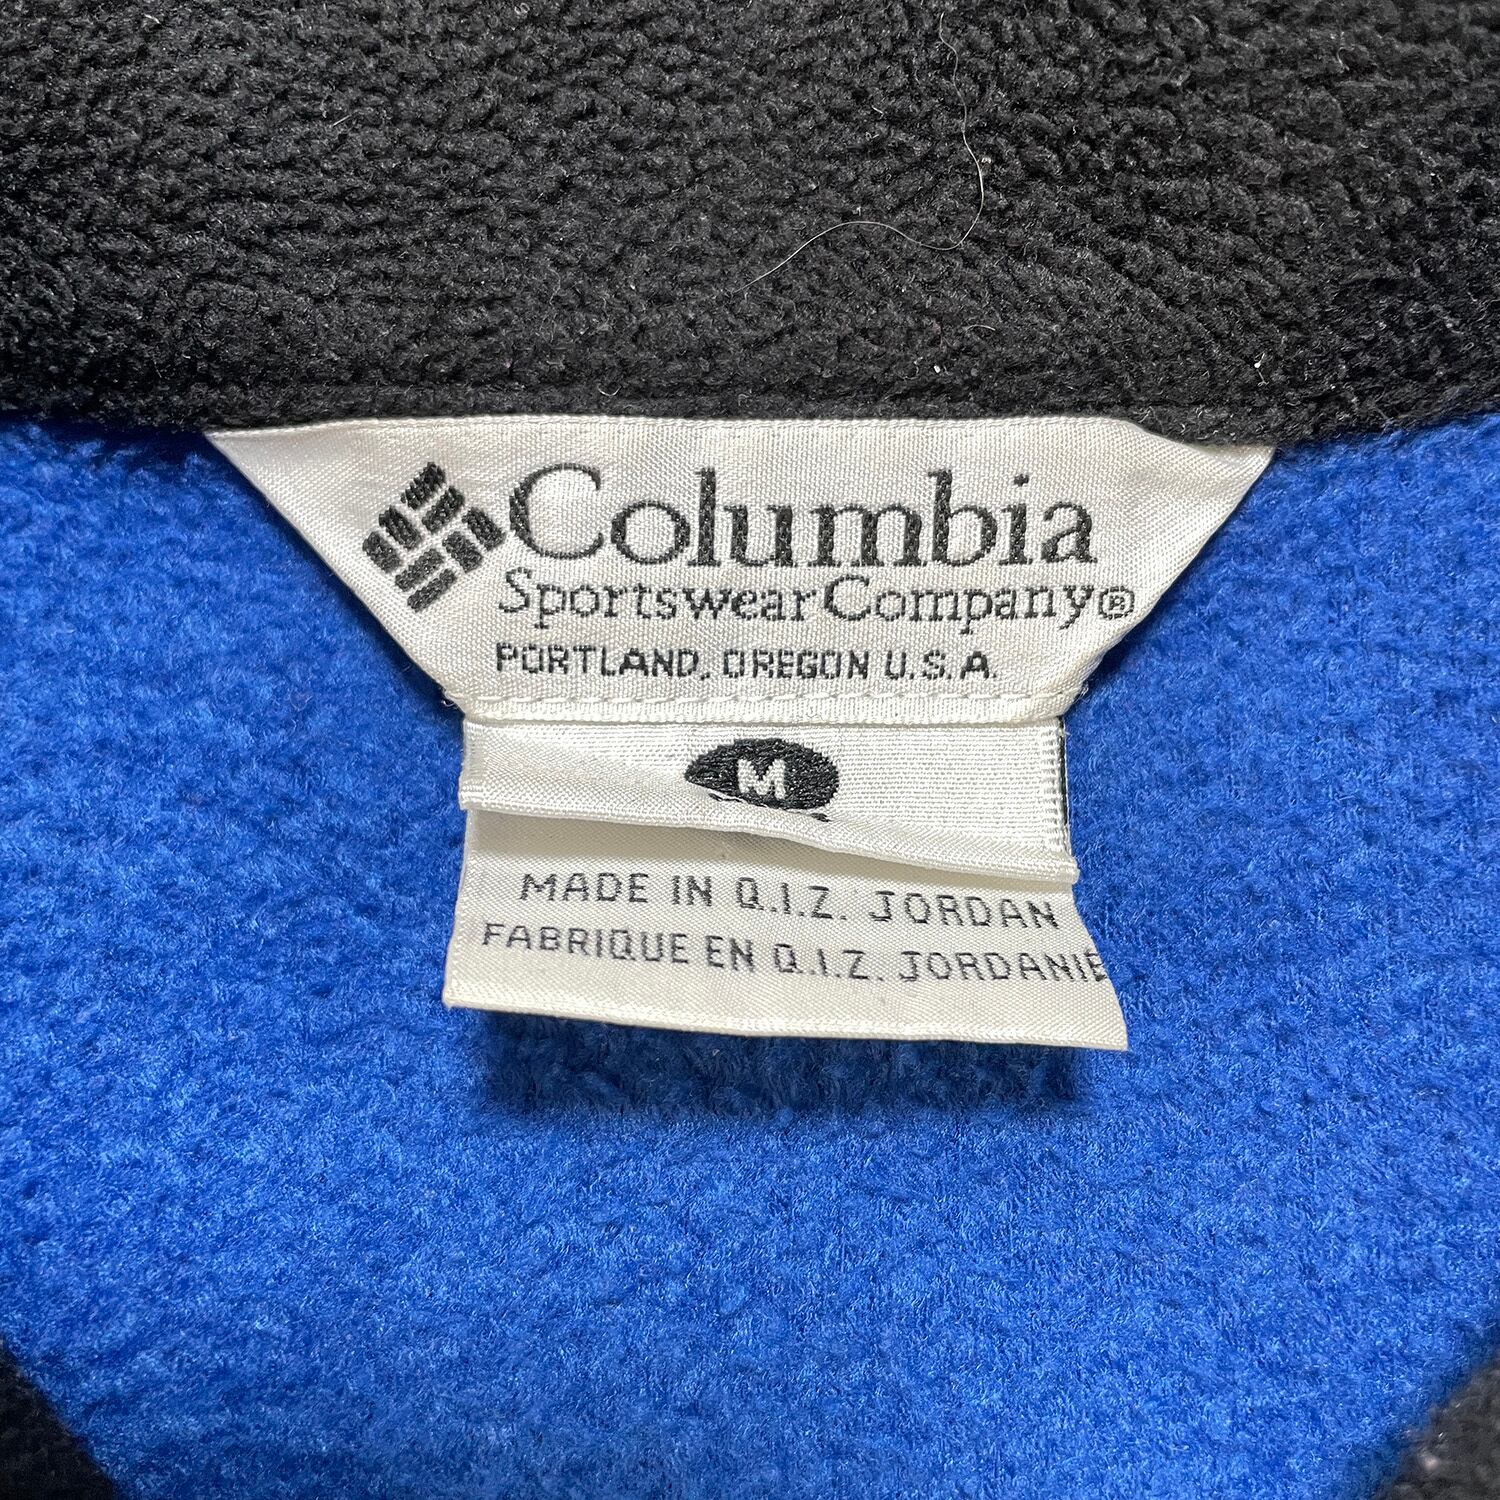 Columbia
Sportswear Company®
PORTLAND, OREGON U.S.A.
M
MADE IN Q.I.Z. JORDAN
FABRIQUE EN Q.I.Z. JORDANIE